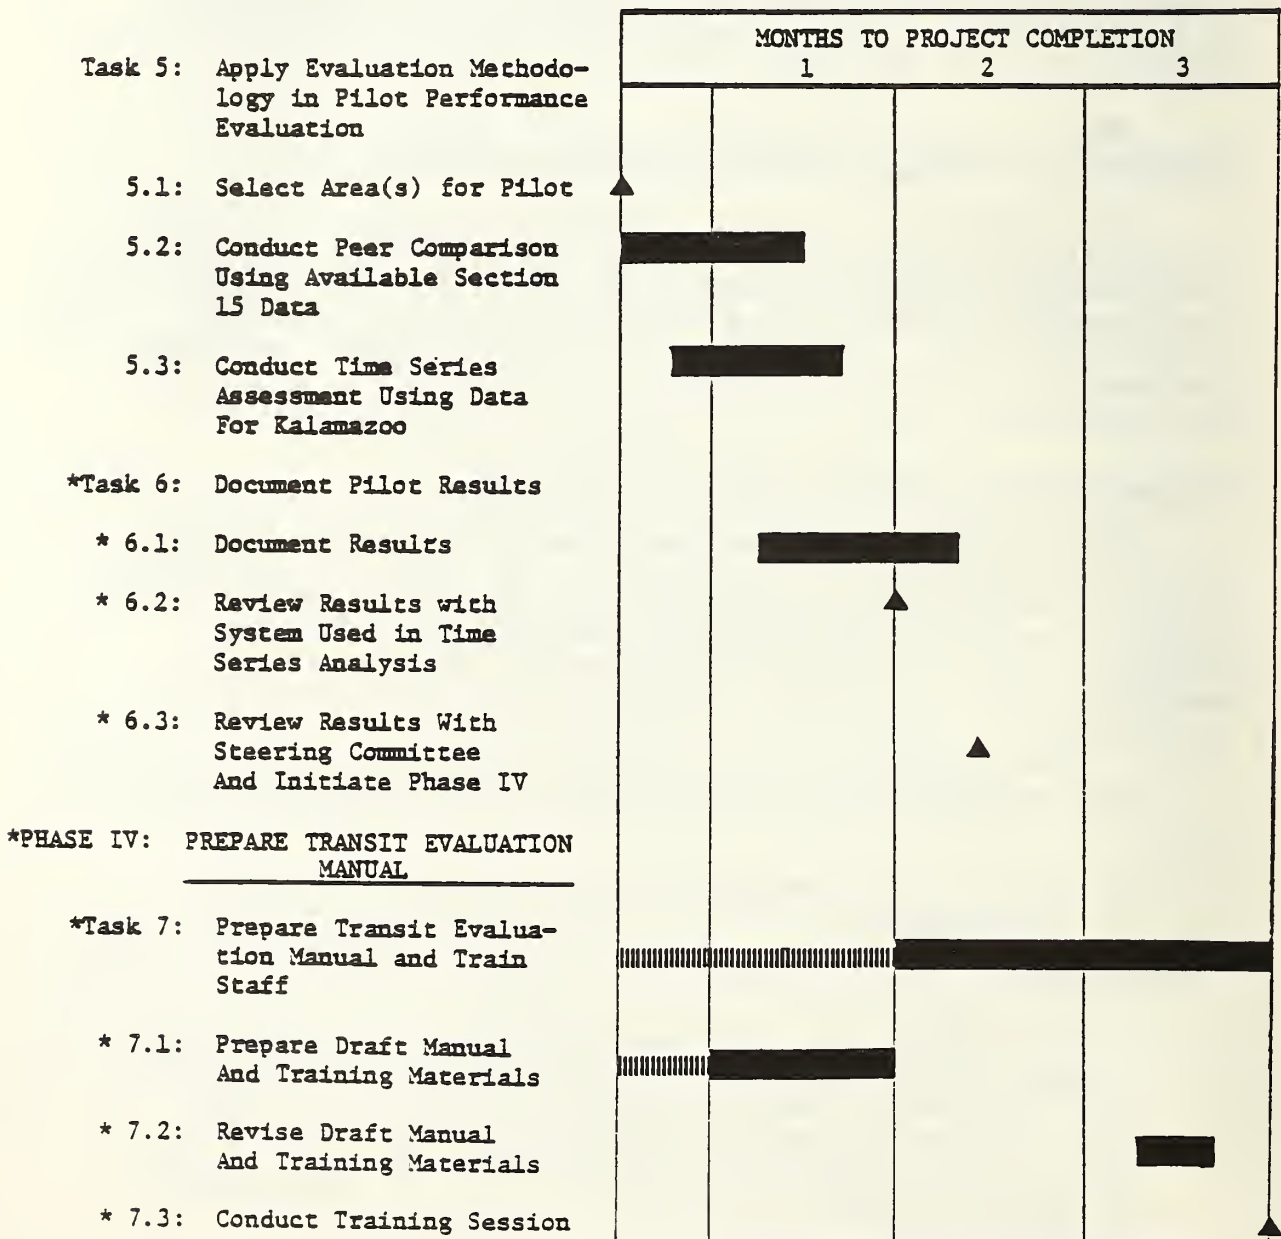 MONTHS TO PROJECT COMPLETION
1 2 3
Task 5: Apply Evaluation Methodo-
logy in Pilot Performance
Evaluation
5.1: Select Area(s) for Pilot
5.2: Conduct Peer Comparison
Using Available Section
15 Data
5.3: Conduct Time Series
Assessment Using Data
For Kalamazoo
*Task 6: Document Pilot Results
* 6.1: Document Results
* 6.2: Review Results with
System Used in Time
Series Analysis
* 6.3: Review Results With
Steering Committee
And Initiate Phase IV
*PHASE IV: PREPARE TRANSIT EVALUATION
MANUAL
*Task 7: Prepare Transit Evalua-
tion Manual and Train
Staff
* 7.1: Prepare Draft Manual
And Training Materials
* 7.2: Revise Draft Manual
And Training Materials
* 7.3: Conduct Training Session